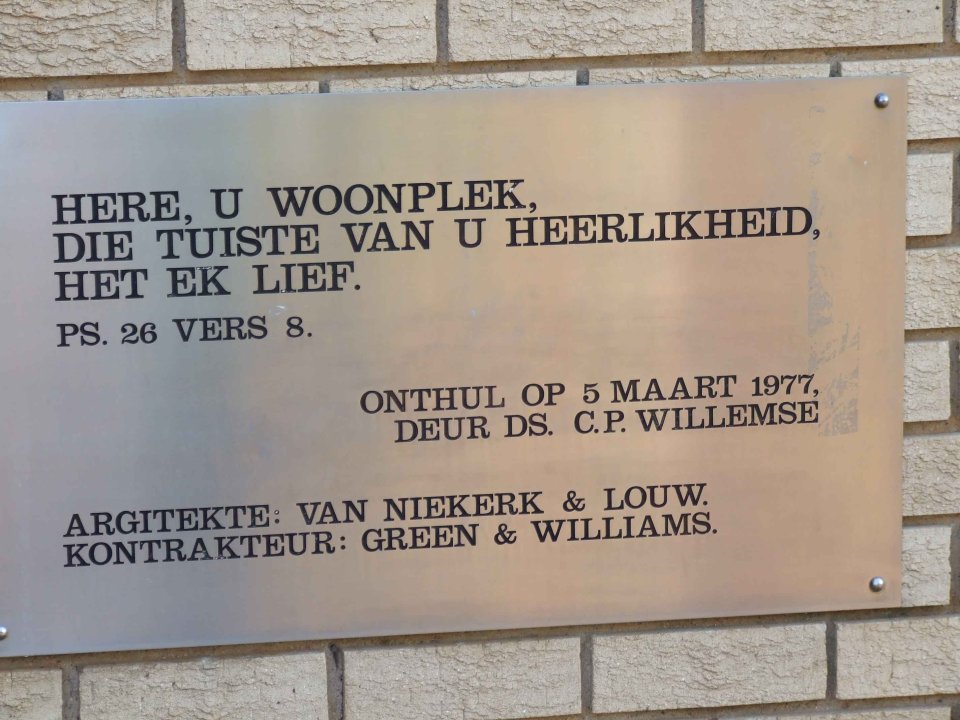 HERE, U WOONPLEK,
DIE TUISTE VAN U HEERLIKHEID,
HET EK LIEF.
PS. 26 VERS 8.
ONTHUL OP 5 MAART 1977,
DEUR DS. C.P. WILLEMSE
ARGITEKTE: VAN NIEKERK & LOUW.
KONTRAKTEUR: GREEN & WILLIAMS.